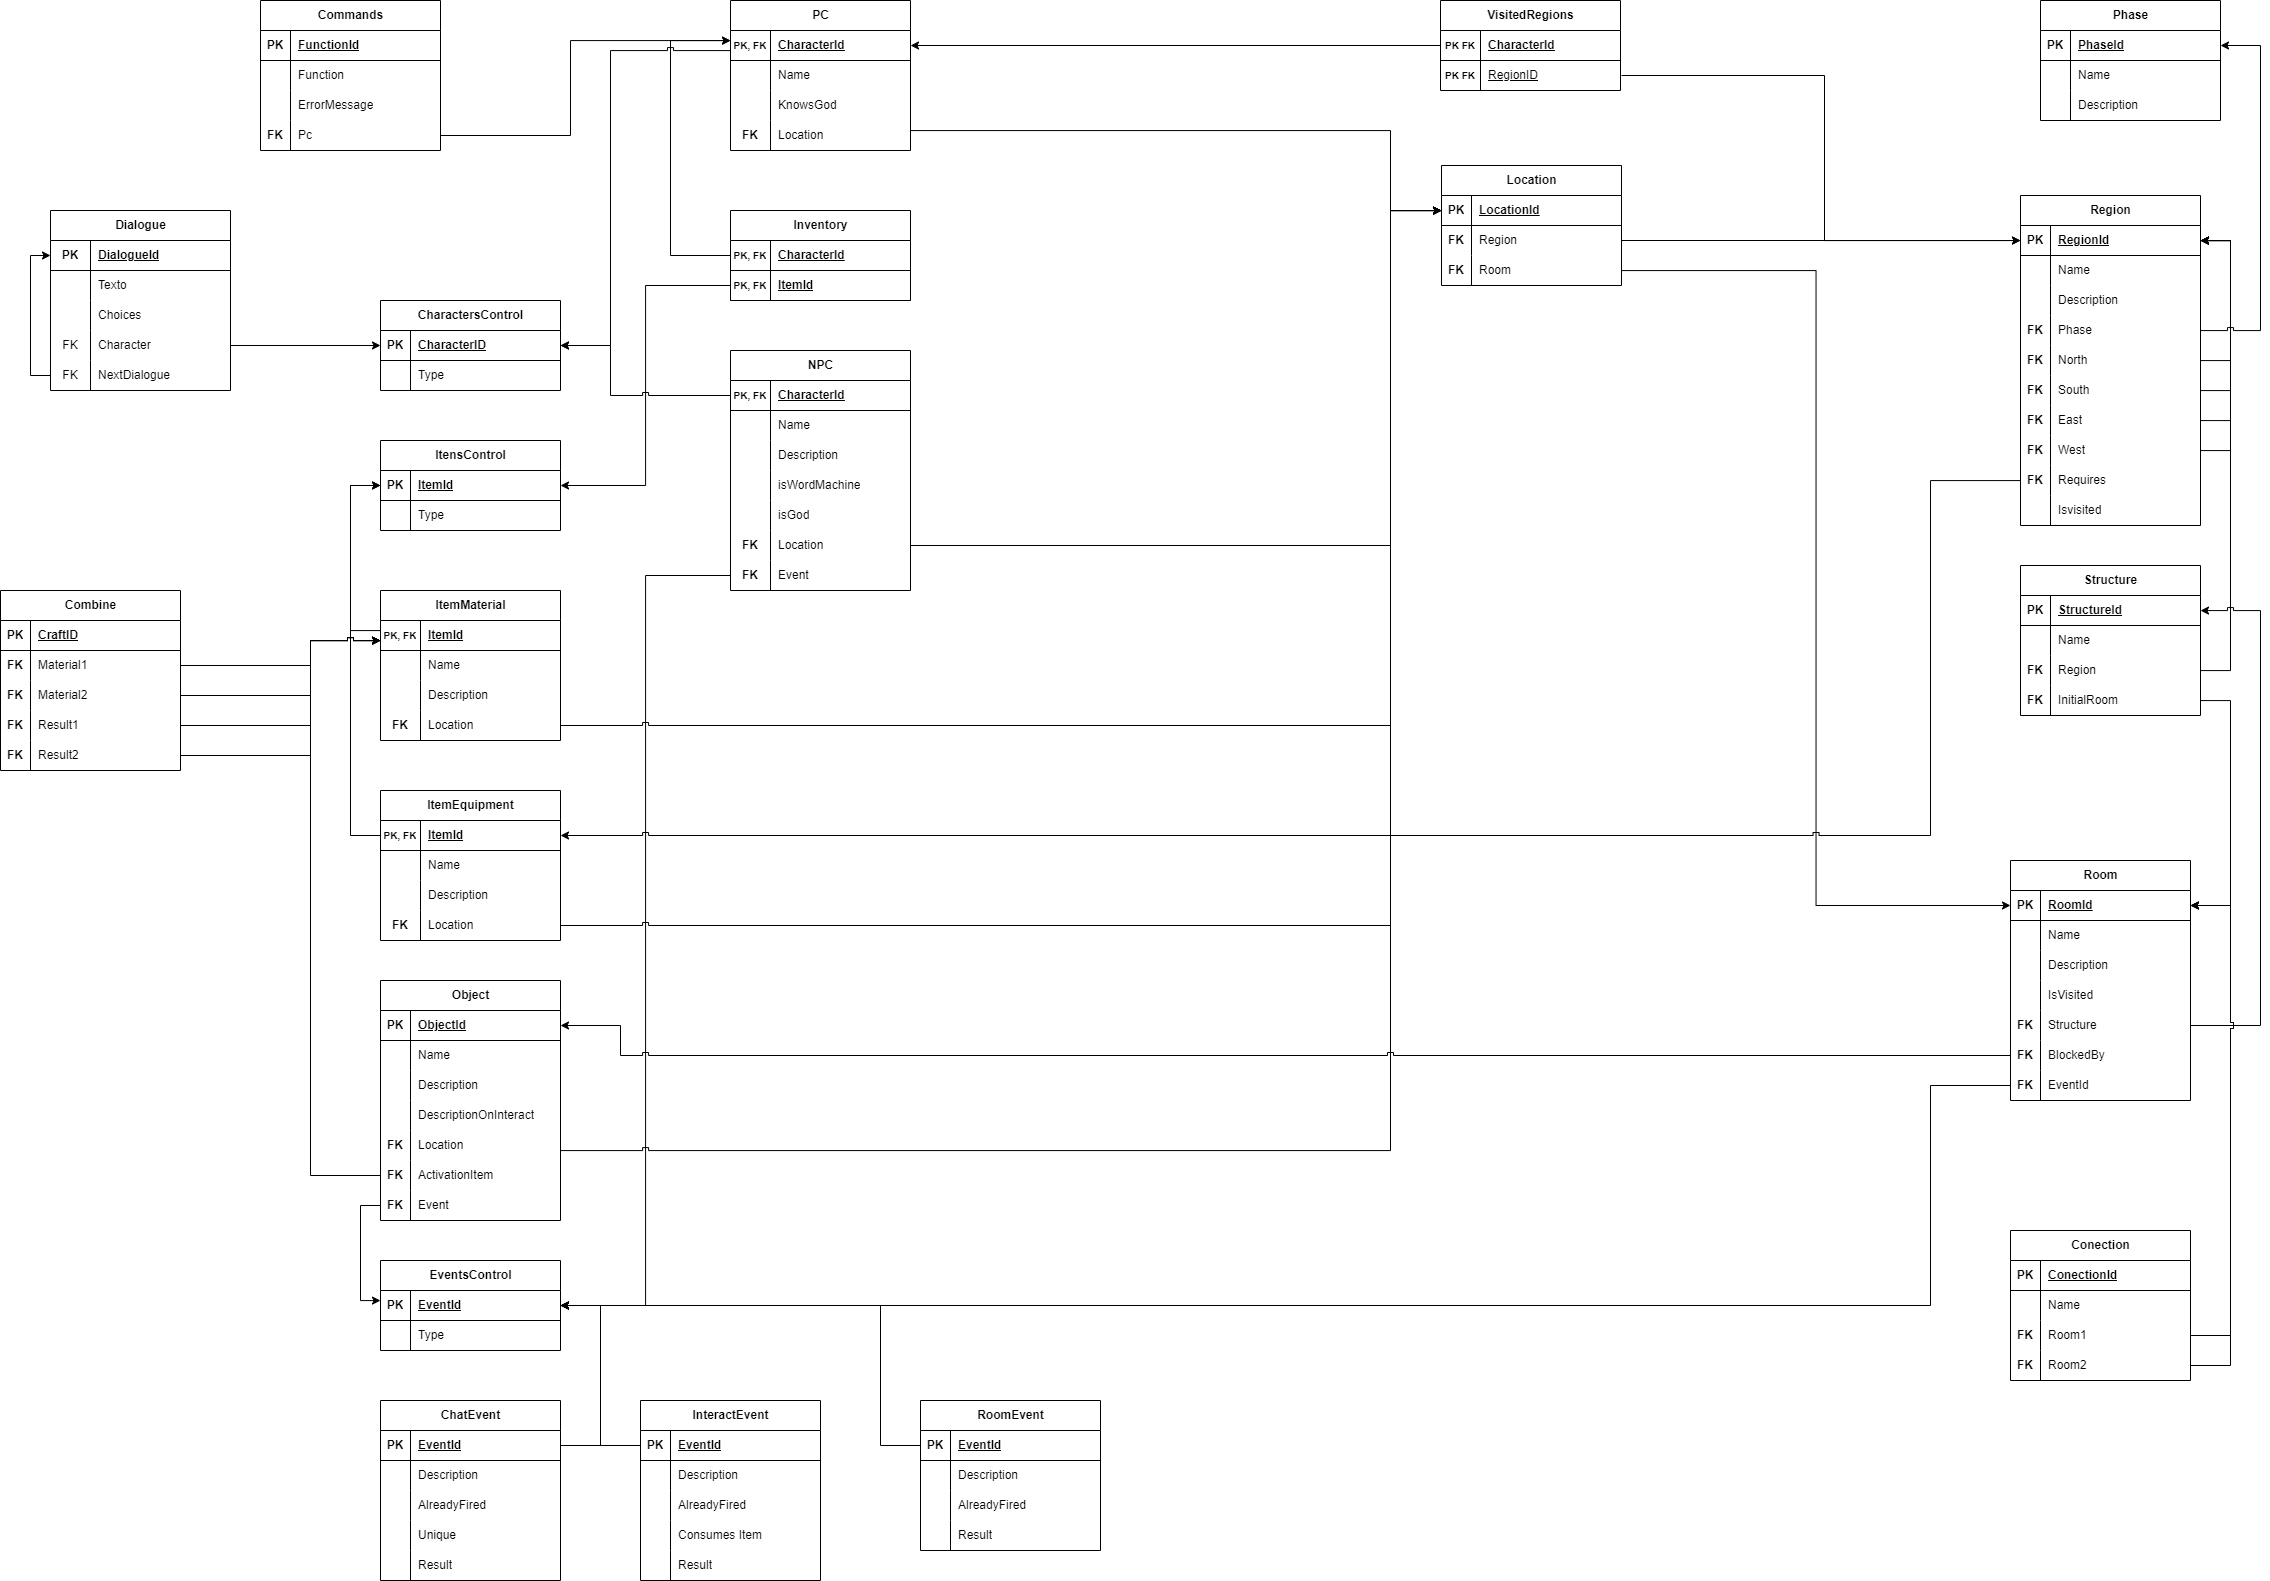 Commands
PK FunctionId
Function
ErrorMessage
FK Pc
PC
PK, FK CharacterId
Name
KnowsGod
FK Location
VisitedRegions
PK FK CharacterId
PK FK RegionID
Phase
PK PhaseId
Name
Description
Dialogue
PK DialogueId
Texto
Choices
FK Character
FK NextDialogue
CharactersControl
PK CharacterID
Type
Inventory
PK, FK CharacterId
PK, FK ItemId
Location
PK LocationId
FK Region
FK Room
Region
PK RegionId
Name
Description
FK Phase
FK North
FK South
FK East
FK West
FK Requires
Isvisited
NPC
PK, FK CharacterId
Name
Description
isWordMachine
isGod
FK Location
FK Event
ItensControl
PK ItemId
Type
Structure
PK StructureId
Name
FK Region
FK InitialRoom
Combine
PK CraftID
FK Material1
FK Material2
FK Result1
FK Result2
ItemMaterial
PK, FK ItemId
Name
Description
FK Location
ItemEquipment
PK, FK ItemId
Name
Description
FK Location
Room
PK RoomId
Name
Description
IsVisited
FK Structure
FK BlockedBy
FK EventId
Object
PK ObjectId
Name
Description
DescriptionOnInteract
FK Location
FK ActivationItem
FK Event
EventsControl
PK EventId
Type
Conection
PK ConectionId
Name
FK Room1
FK Room2
ChatEvent
PK EventId
Description
AlreadyFired
Unique
Result
InteractEvent
PK EventId
Description
AlreadyFired
Consumes Item
Result
RoomEvent
PK EventId
Description
AlreadyFired
Result